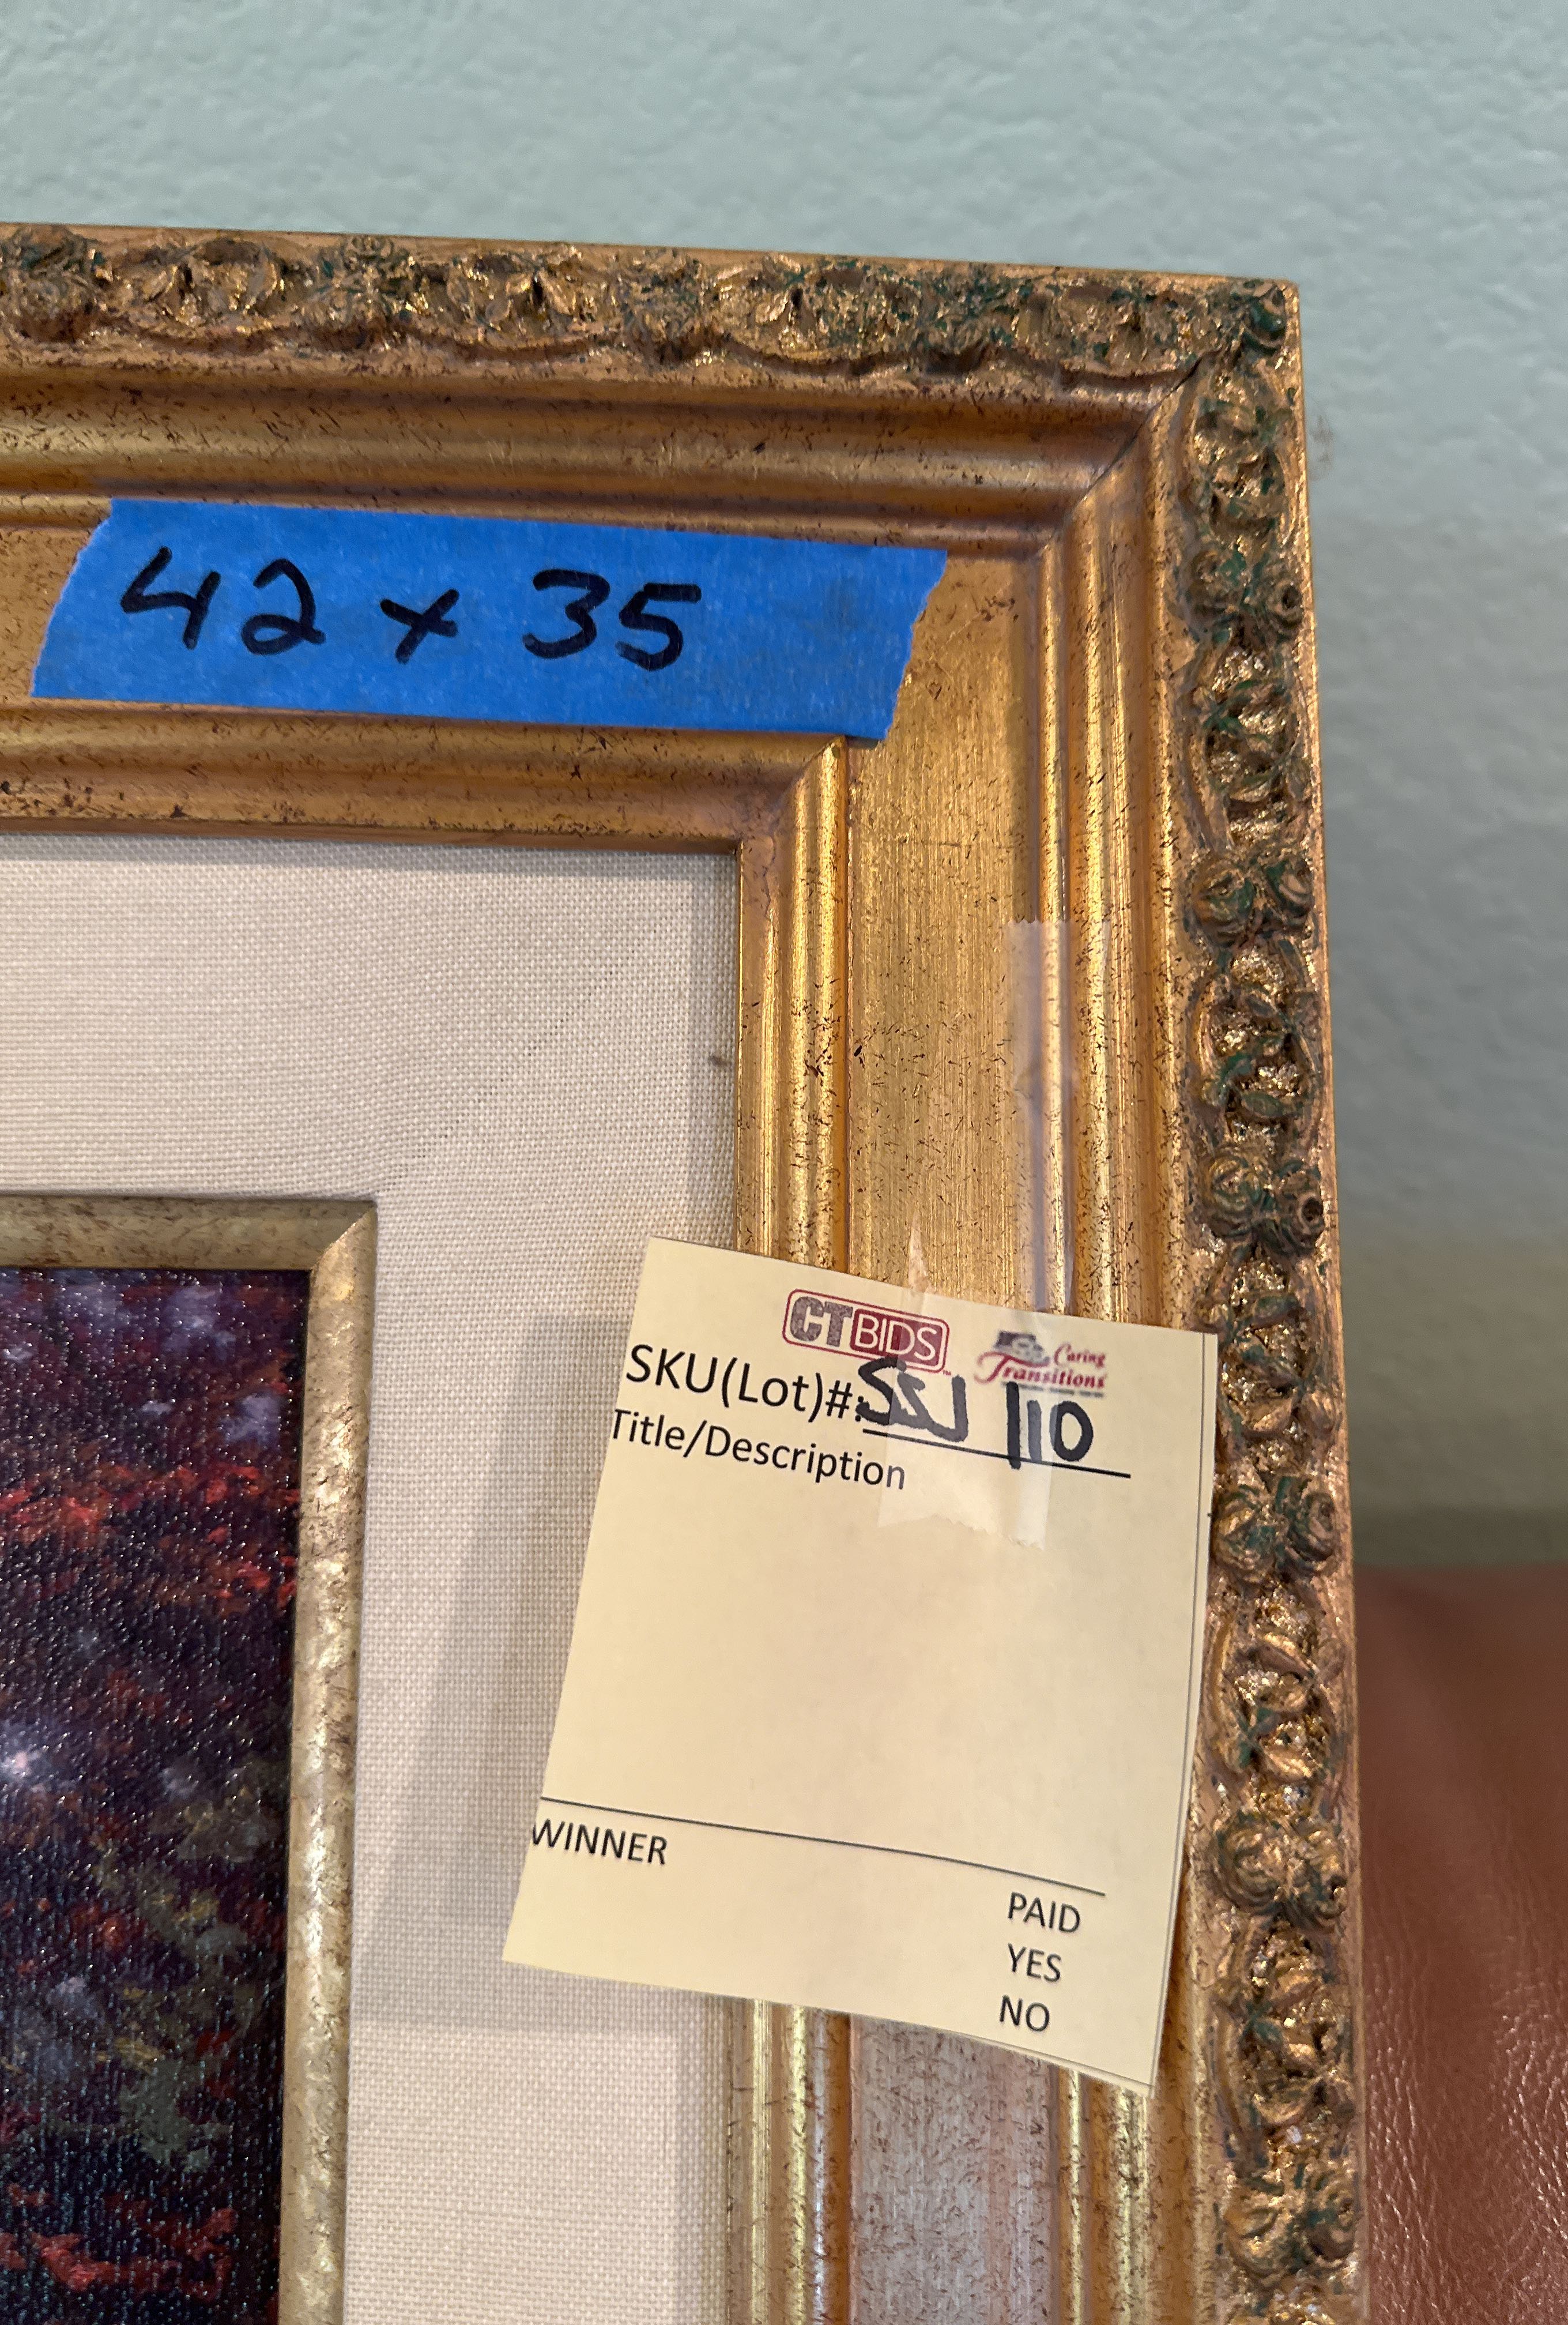 42 x 35
CTBIDS
Caring
Transitions
SKU(Lot)#: SSJ 110
Title/Description
WINNER
PAID
YES
NO